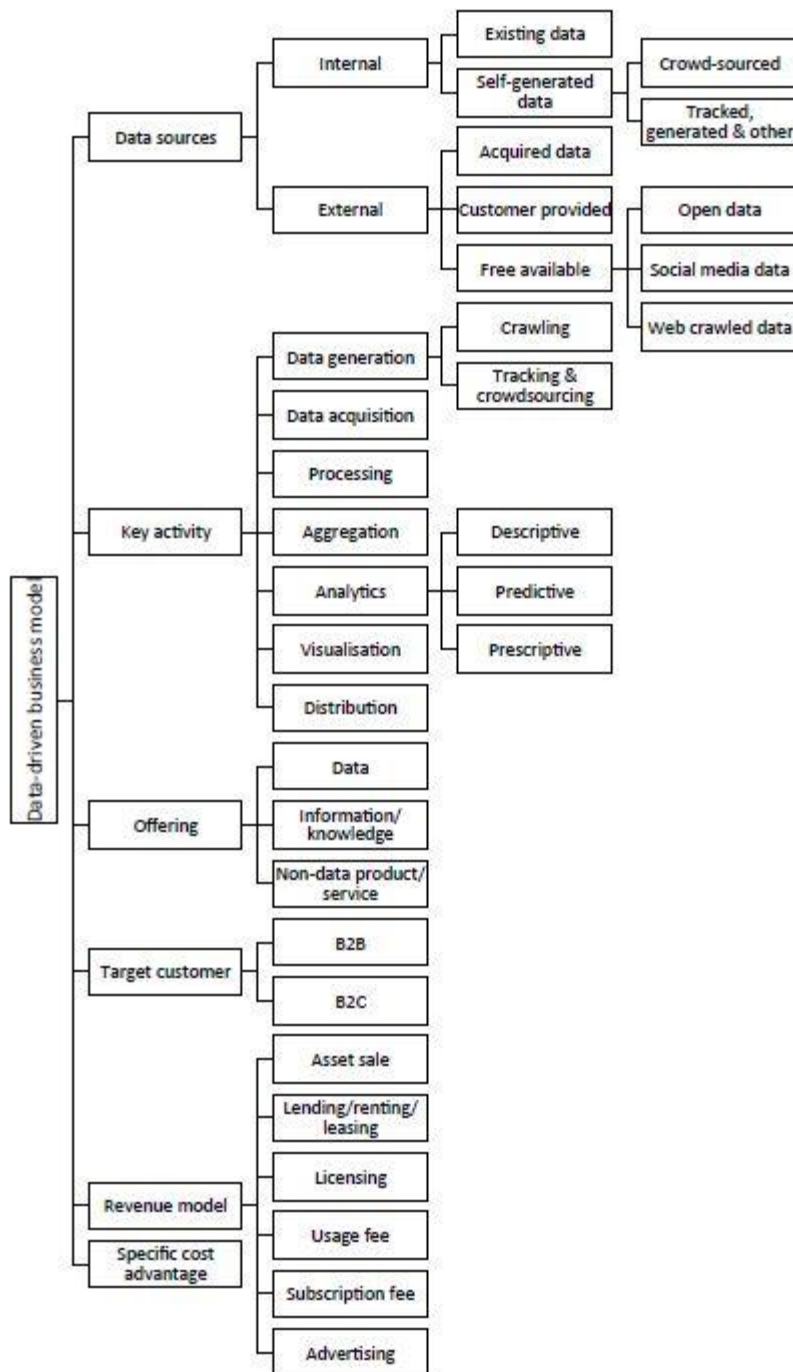 Data-driven business model
Data sources
Internal
Existing data
Self-generated
data
Crowd-sourced
Tracked,
generated & other
External
Acquired data
Customer provided
Free available
Open data
Social media data
Web crawled data
Key activity
Data generation
Crawling
Tracking &
crowdsourcing
Data acquisition
Processing
Aggregation
Analytics
Descriptive
Predictive
Prescriptive
Visualisation
Distribution
Offering
Data
Information/
knowledge
Non-data product/
service
Target customer
B2B
B2C
Revenue model
Asset sale
Lending/renting/
leasing
Licensing
Usage fee
Subscription fee
Advertising
Specific cost
advantage